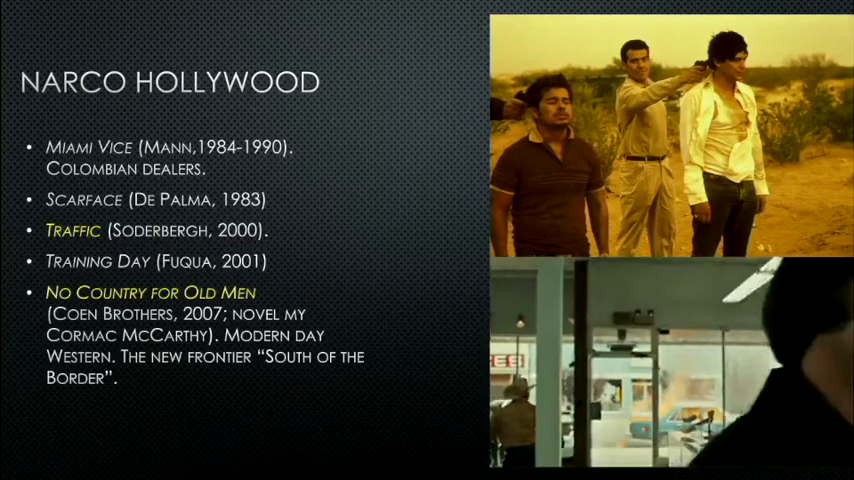 NARCO HOLLYWOOD
• MIAMI VICE (MANN,1984-1990).
COLOMBIAN DEALERS.
• SCARFACE (DE PALMA, 1983)
• TRAFFIC (SODERBERGH, 2000).
• TRAINING DAY (FUQUA, 2001)
• NO COUNTRY FOR OLD MEN
(COEN BROTHERS, 2007; NOVEL MY
CORMAC MCCARTHY). MODERN DAY
WESTERN. THE NEW FRONTIER “SOUTH OF THE
BORDER”.